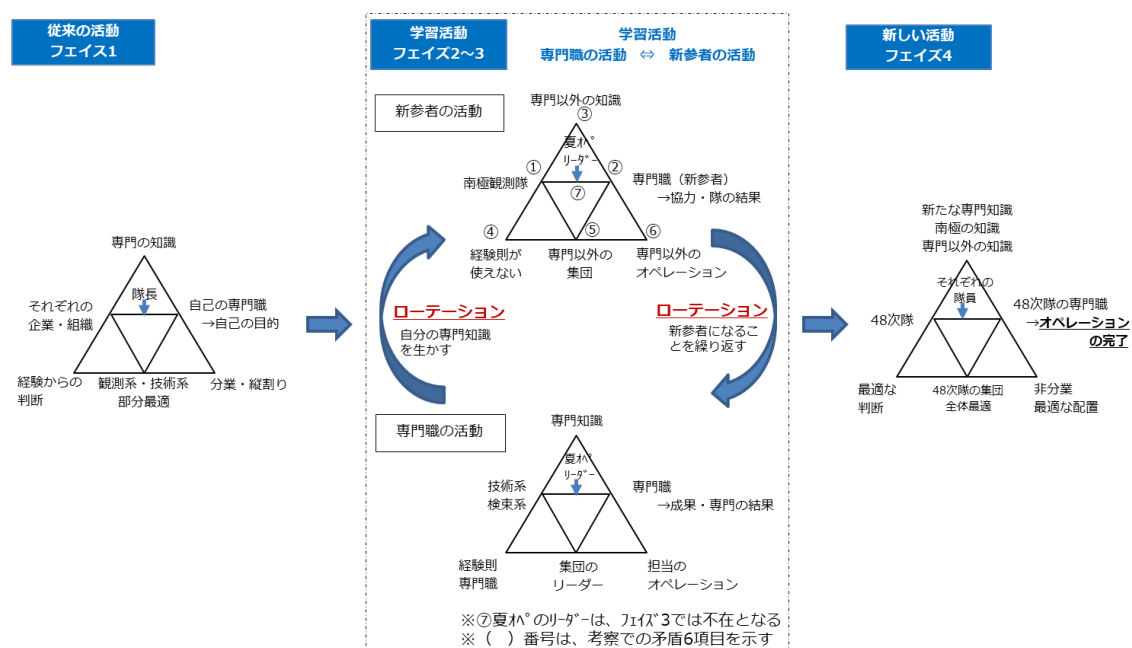 従来の活動
フェイズ1
専門の知識
隊長
それぞれの
企業・組織
自己の専門職
→自己の目的
経験からの
判断
観測系・技術系
部分最適
分業・縦割り
学習活動
フェイズ2~3
学習活動
専門職の活動 ⇔ 新参者の活動
新参者の活動
専門以外の知識
③
夏ｵﾍﾟ
ﾘｰﾀﾞｰ
①
②
南極観測隊
⑦
専門職（新参者）
→協力・隊の結果
④
⑤
⑥
経験則が
使えない
専門以外の
集団
専門以外の
オペレーション
ローテーション
自分の専門知識
を生かす
ローテーション
新参者になるこ
とを繰り返す
専門職の活動
専門知識
夏ｵﾍﾟ
ﾘｰﾀﾞｰ
技術系
検束系
専門職
→成果・専門の結果
経験則
専門職
集団の
リーダー
担当の
オペレーション
※⑦夏ｵﾍﾟのﾘｰﾀﾞｰは、ﾌｪｲｽﾞ3では不在となる
※（　）番号は、考察での矛盾6項目を示す
新しい活動
フェイズ4
新たな専門知識
南極の知識
専門以外の知識
それぞれの
隊員
48次隊
48次隊の専門職
→オペレーション
の完了
最適な
判断
48次隊の集団
全体最適
非分業
最適な配置